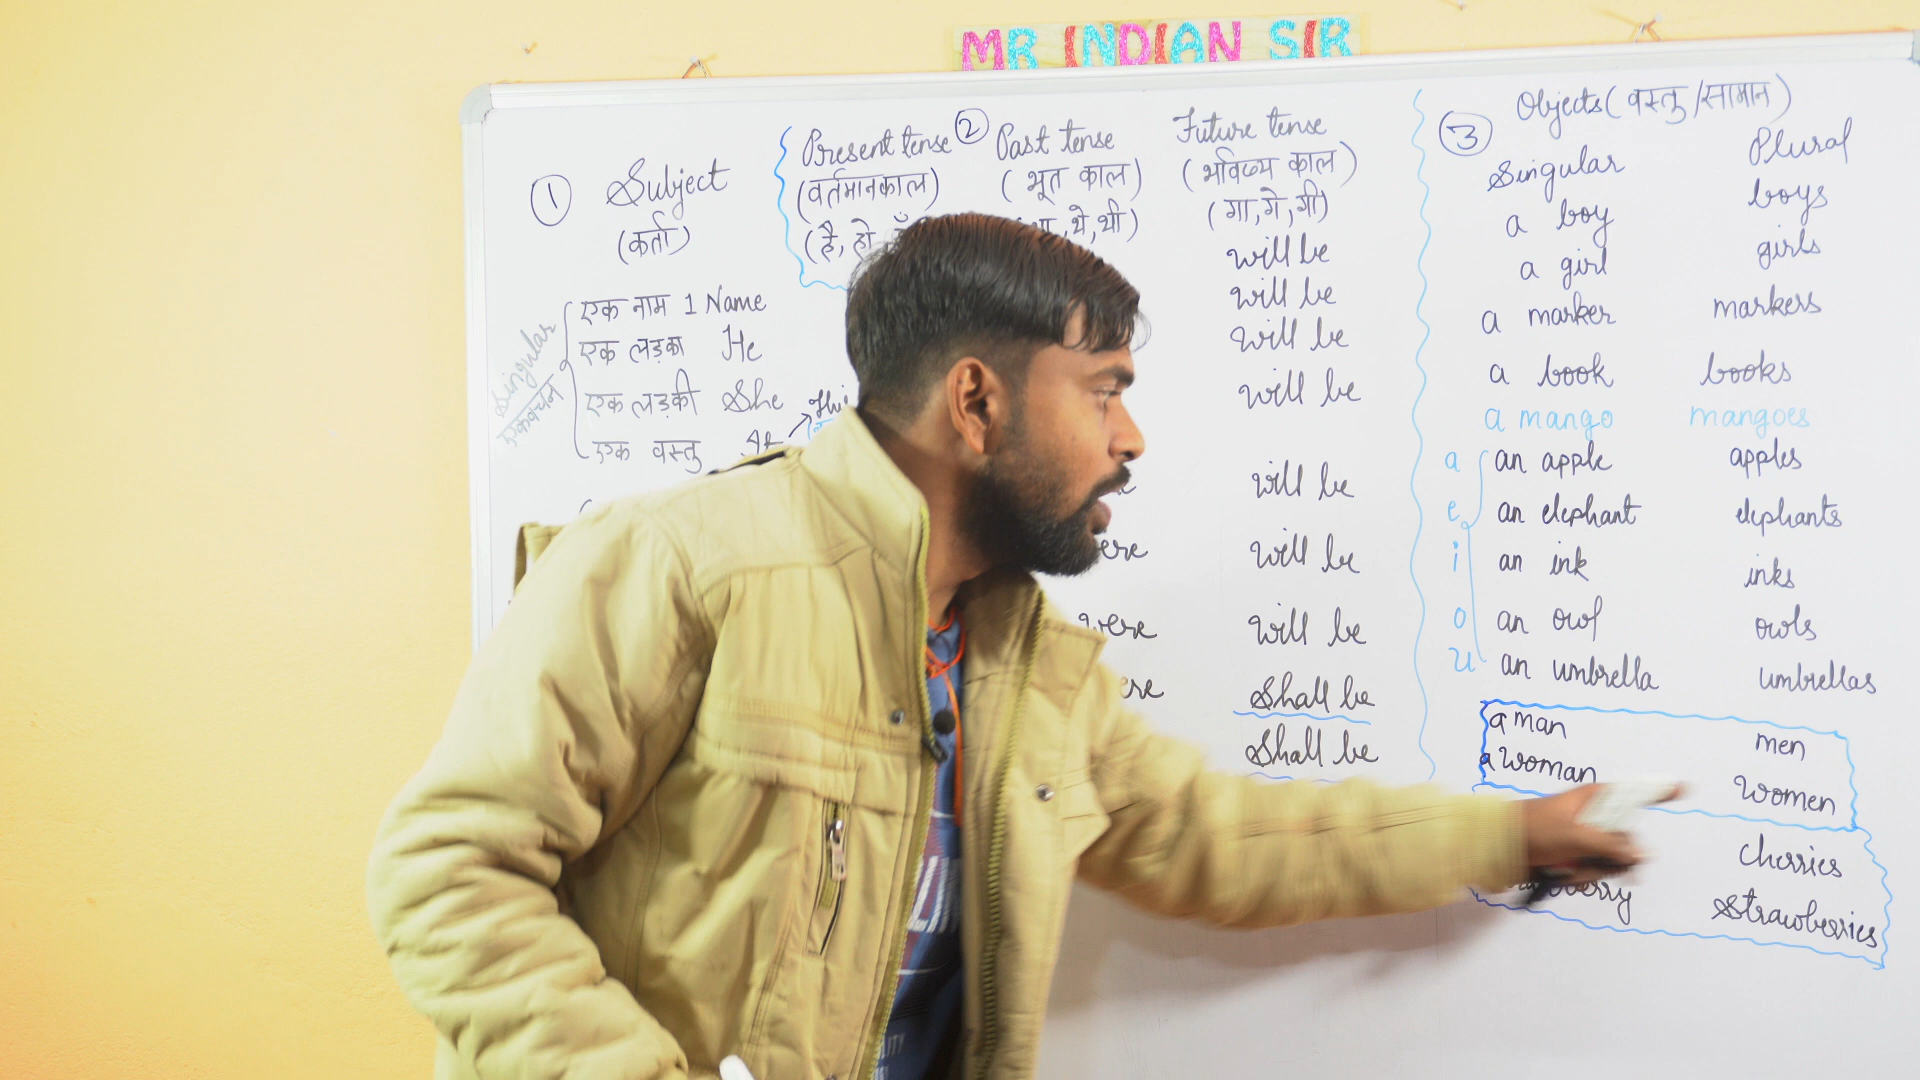 MR INDIAN SIR
① Subject
(कर्ता)
Singular
एकवचन
एक नाम 1 Name
एक लड़का He
एक लड़की She
एक वस्तु It
②
Present tense
(वर्तमानकाल)
(है, हो
Past tense
(भूत काल)
,थे,थी)
ere
were
ere
Future tense
(भविष्य काल)
(गा,गे,गी)
will be
will be
will be
will be
will be
will be
will be
Shall be
Shall be
③ Objects (वस्तु/सामान)
Singular Plural
a boy boys
a girl girls
a marker markers
a book books
a mango mangoes
a an apple apples
e an elephant elephants
i an ink inks
o an owl owls
u an umbrella umbrellas
a man men
a woman women
cherries
berry strawberries